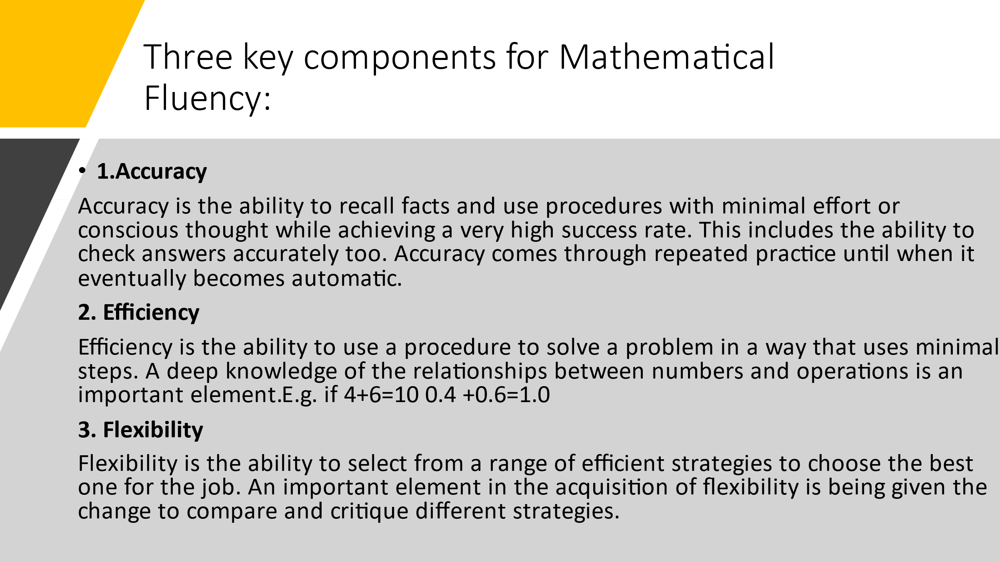 Three key components for Mathematical
Fluency:
• 1.Accuracy
Accuracy is the ability to recall facts and use procedures with minimal effort or
conscious thought while achieving a very high success rate. This includes the ability to
check answers accurately too. Accuracy comes through repeated practice until when it
eventually becomes automatic.
2. Efficiency
Efficiency is the ability to use a procedure to solve a problem in a way that uses minimal
steps. A deep knowledge of the relationships between numbers and operations is an
important element.E.g. if 4+6=10 0.4 +0.6=1.0
3. Flexibility
Flexibility is the ability to select from a range of efficient strategies to choose the best
one for the job. An important element in the acquisition of flexibility is being given the
change to compare and critique different strategies.